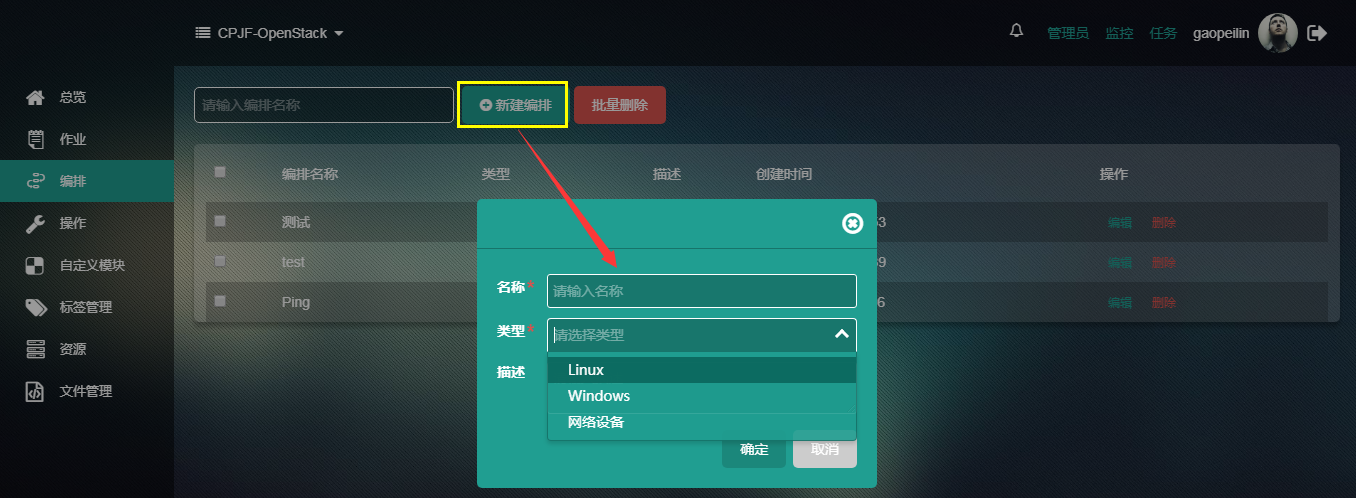 CPJF-OpenStack
管理员 监控 任务 gaopeilin
总览
作业
编排
操作
自定义模块
标签管理
资源
文件管理
请输入编排名称 新建编排 批量删除
编排名称 类型 描述 创建时间 操作
测试 53 编辑 删除
test 39 编辑 删除
Ping 6 编辑 删除
名称* 请输入名称
类型* 请选择类型
描述
Linux
Windows
网络设备
确定 取消